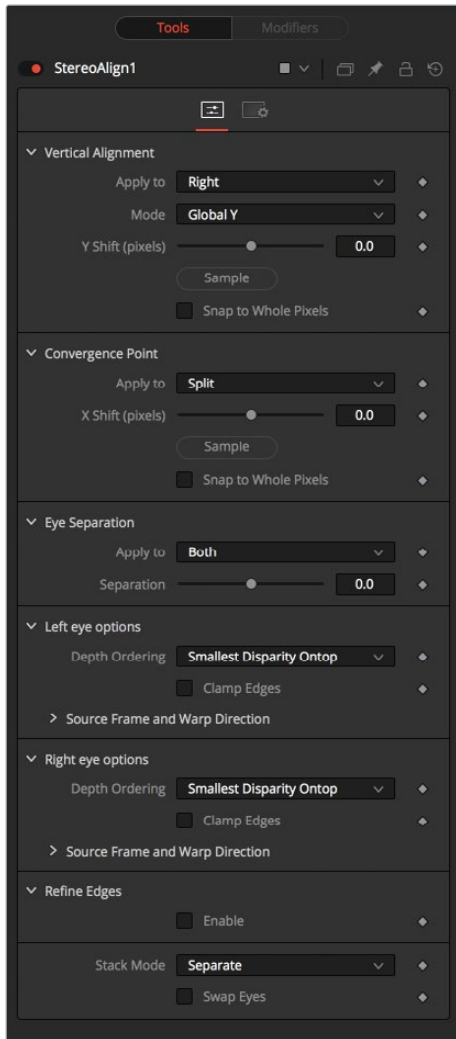 Tools Modifiers
StereoAlign1
Vertical Alignment
Apply to Right
Mode Global Y
Y Shift (pixels) 0.0
Sample
Snap to Whole Pixels
Convergence Point
Apply to Split
X Shift (pixels) 0.0
Sample
Snap to Whole Pixels
Eye Separation
Apply to Both
Separation 0.0
Left eye options
Depth Ordering Smallest Disparity Ontop
Clamp Edges
Source Frame and Warp Direction
Right eye options
Depth Ordering Smallest Disparity Ontop
Clamp Edges
Source Frame and Warp Direction
Refine Edges
Enable
Stack Mode Separate
Swap Eyes